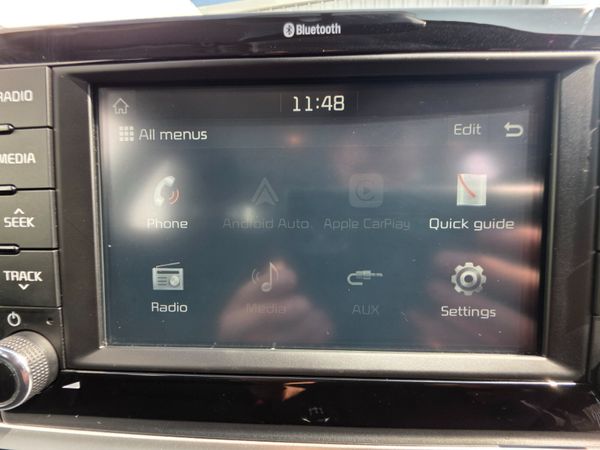 Bluetooth
RADIO
MEDIA
SEEK
TRACK
11:48
All menus
Edit
Phone
Android Auto
Apple CarPlay
Quick guide
Radio
Media
AUX
Settings